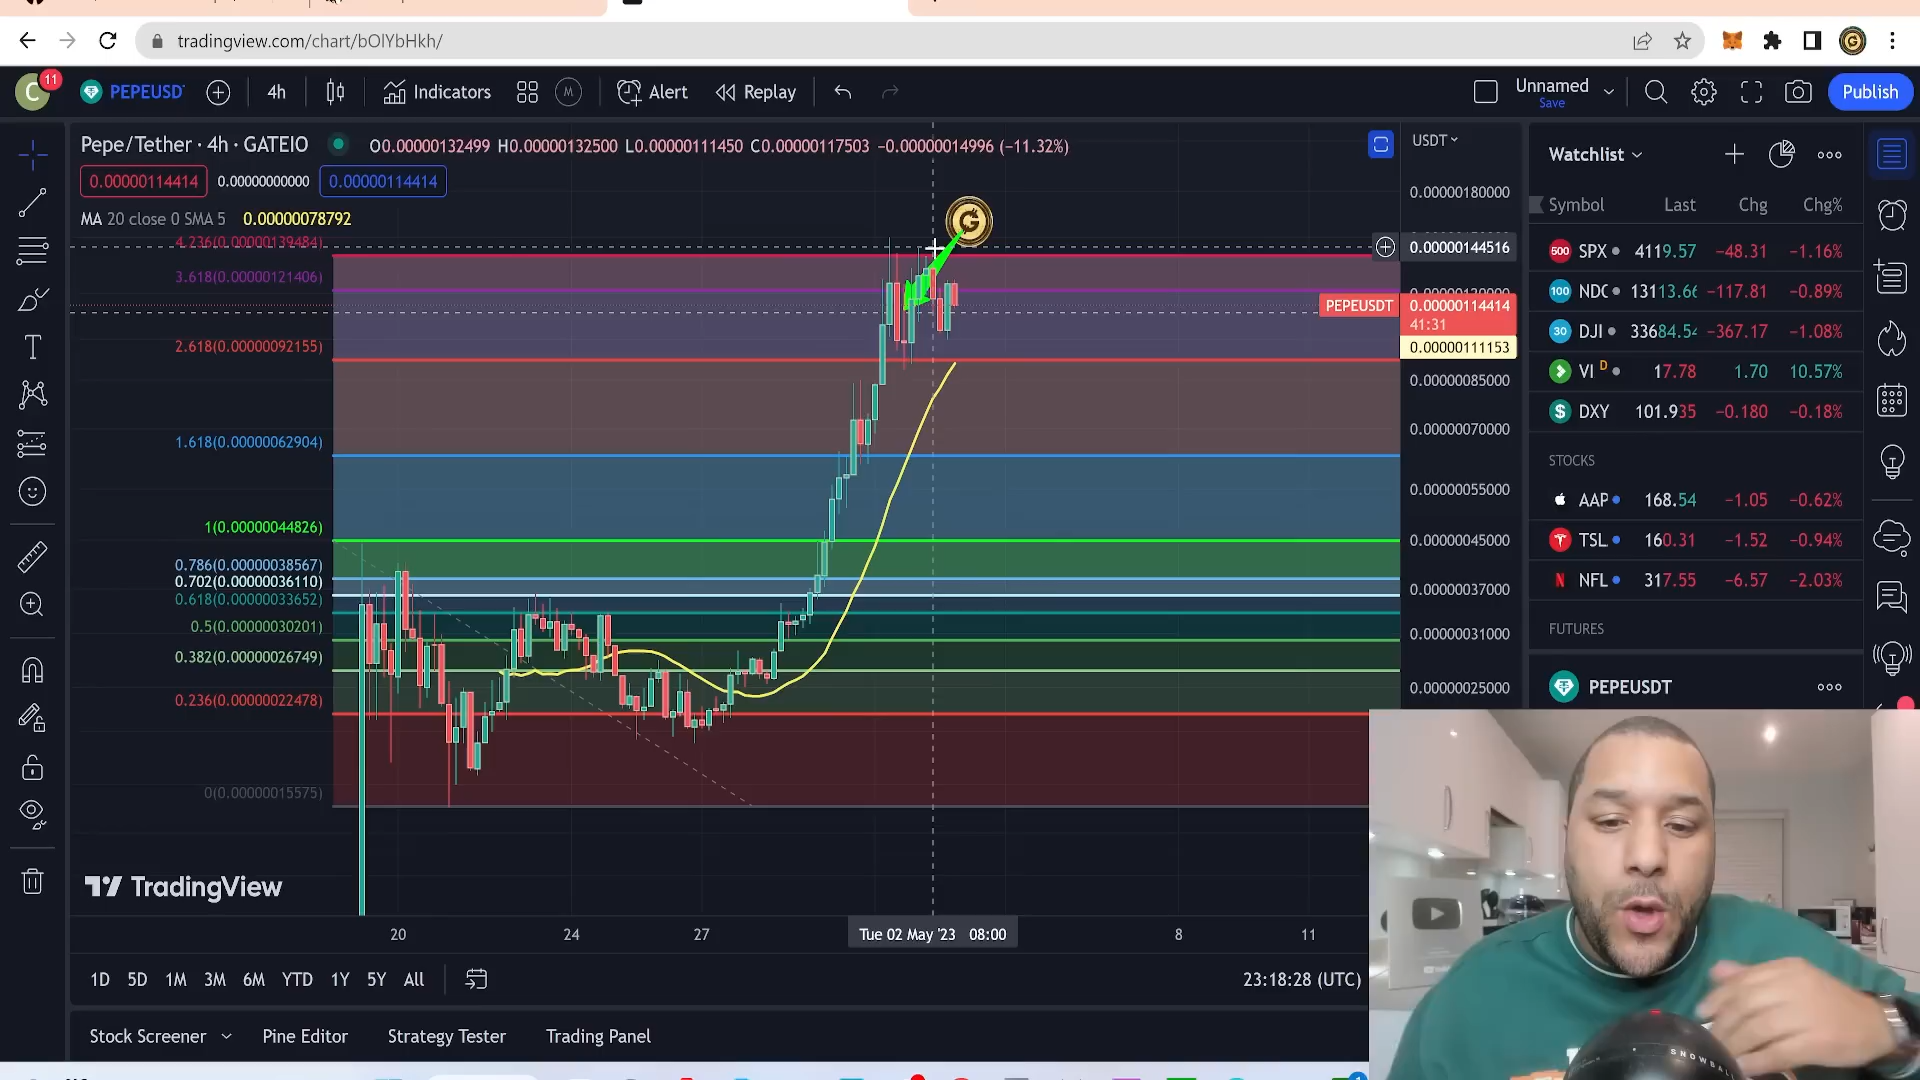 tradingview.com/chart/bOlYbHkh/
C 11 PEPEUSD 4h Indicators M Alert Replay Unnamed Save Publish
Pepe/Tether · 4h · GATEIO O0.00000132499 H0.00000132500 L0.00000111450 C0.00000117503 −0.00000014996 (−11.32%)
0.00000114414 0.00000000000 0.00000114414
MA 20 close 0 SMA 5 0.00000078792
4.236(0.00000139484)
3.618(0.00000121406)
2.618(0.00000092155)
1.618(0.00000062904)
1(0.00000044826)
0.786(0.00000038567)
0.702(0.00000036110)
0.618(0.00000033652)
0.5(0.00000030201)
0.382(0.00000026749)
0.236(0.00000022478)
0(0.00000015575)
USDT
0.00000180000
0.00000144516
PEPEUSDT 0.00000114414
41:31
0.00000111153
0.00000085000
0.00000070000
0.00000055000
0.00000045000
0.00000037000
0.00000031000
0.00000025000
Watchlist
Symbol Last Chg Chg%
500 SPX 4119.57 −48.31 −1.16%
100 NDC 13113.66 −117.81 −0.89%
30 DJI 33684.54 −367.17 −1.08%
VI D 17.78 1.70 10.57%
DXY 101.935 −0.180 −0.18%
STOCKS
AAP 168.54 −1.05 −0.62%
TSL 160.31 −1.52 −0.94%
NFL 317.55 −6.57 −2.03%
FUTURES
PEPEUSDT
TradingView
20 24 27 Tue 02 May '23 08:00 8 11
1D 5D 1M 3M 6M YTD 1Y 5Y All 23:18:28 (UTC)
Stock Screener Pine Editor Strategy Tester Trading Panel